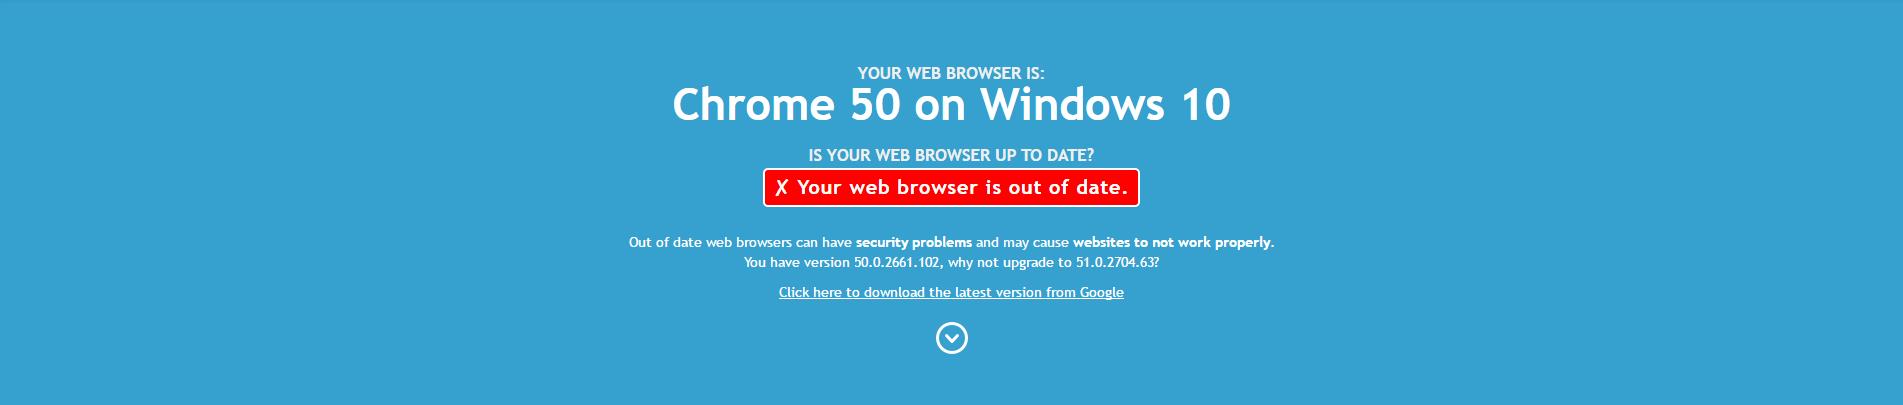 YOUR WEB BROWSER IS:
Chrome 50 on Windows 10
IS YOUR WEB BROWSER UP TO DATE?
✗ Your web browser is out of date.
Out of date web browsers can have security problems and may cause websites to not work properly.
You have version 50.0.2661.102, why not upgrade to 51.0.2704.63?
Click here to download the latest version from Google